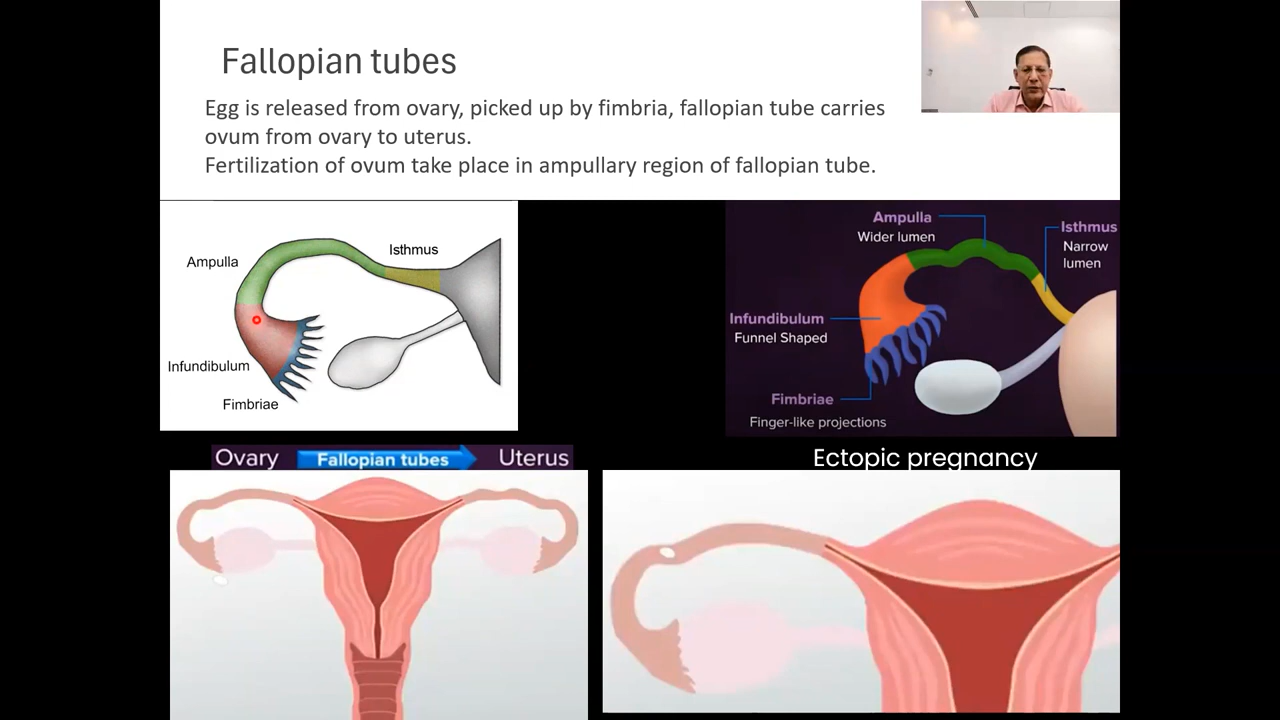 Fallopian tubes
Egg is released from ovary, picked up by fimbria, fallopian tube carries
ovum from ovary to uterus.
Fertilization of ovum take place in ampullary region of fallopian tube.
Isthmus
Ampulla
Infundibulum
Fimbriae
Ampulla
Wider lumen
Isthmus
Narrow
lumen
Infundibulum
Funnel Shaped
Fimbriae
Finger-like projections
Ovary Fallopian tubes Uterus
Ectopic pregnancy